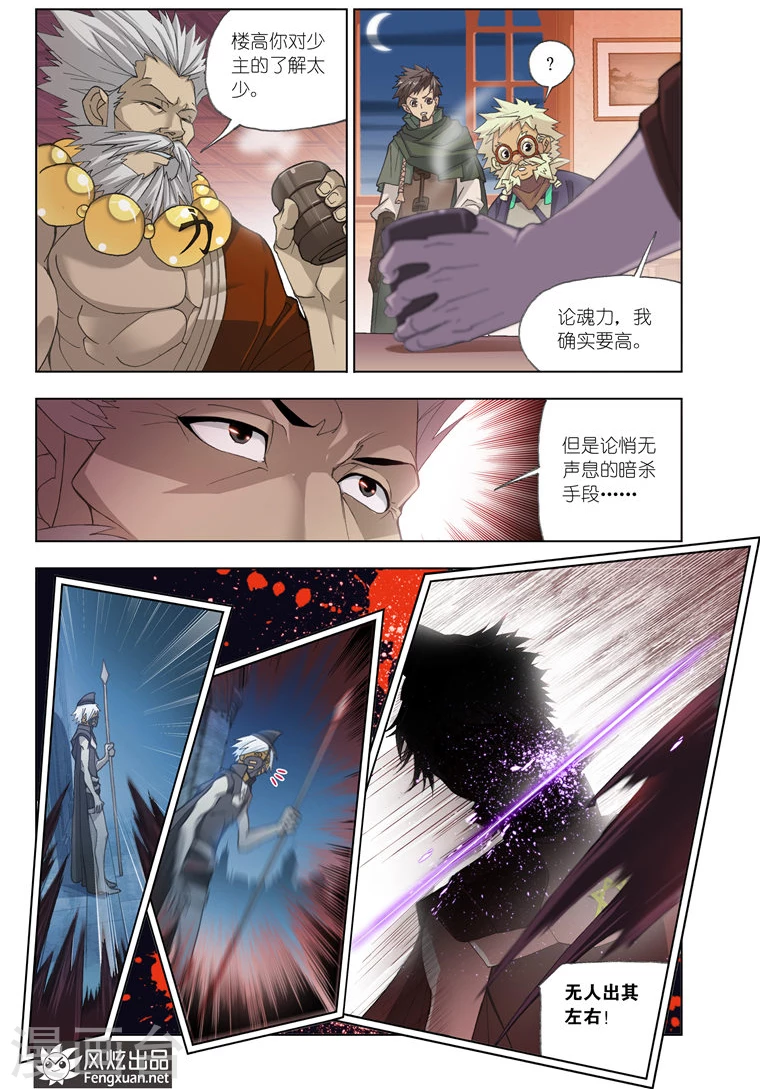 楼高你对少
主的了解太
少。
?
力
论魂力，我
确实要高。
但是论悄无
声息的暗杀
手段……
无人出其
左右！
漫画台
风炫出品
Fengxuan.net